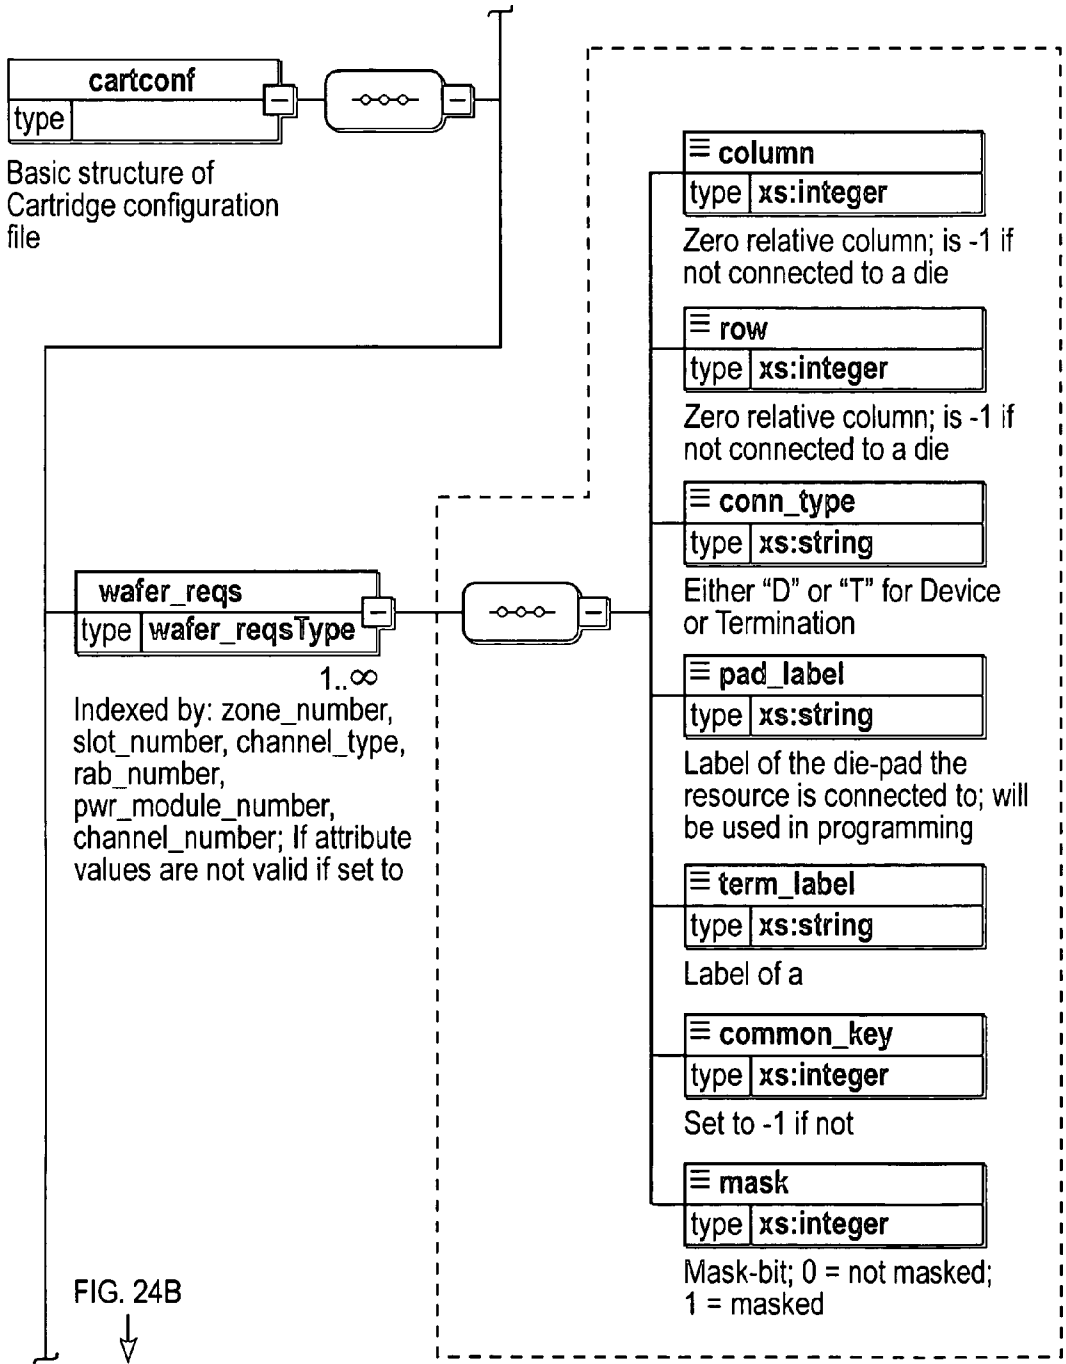 cartconf
type
Basic structure of
Cartridge configuration
file
column
type xs:integer
Zero relative column; is -1 if
not connected to a die
row
type xs:integer
Zero relative column; is -1 if
not connected to a die
conn_type
type xs:string
Either “D” or “T” for Device
or Termination
wafer_reqs
type wafer_reqsType
1..∞
Indexed by: zone_number,
slot_number, channel_type,
rab_number,
pwr_module_number,
channel_number; If attribute
values are not valid if set to
pad_label
type xs:string
Label of the die-pad the
resource is connected to; will
be used in programming
term_label
type xs:string
Label of a
common_key
type xs:integer
Set to -1 if not
mask
type xs:integer
Mask-bit; 0 = not masked;
1 = masked
FIG. 24B